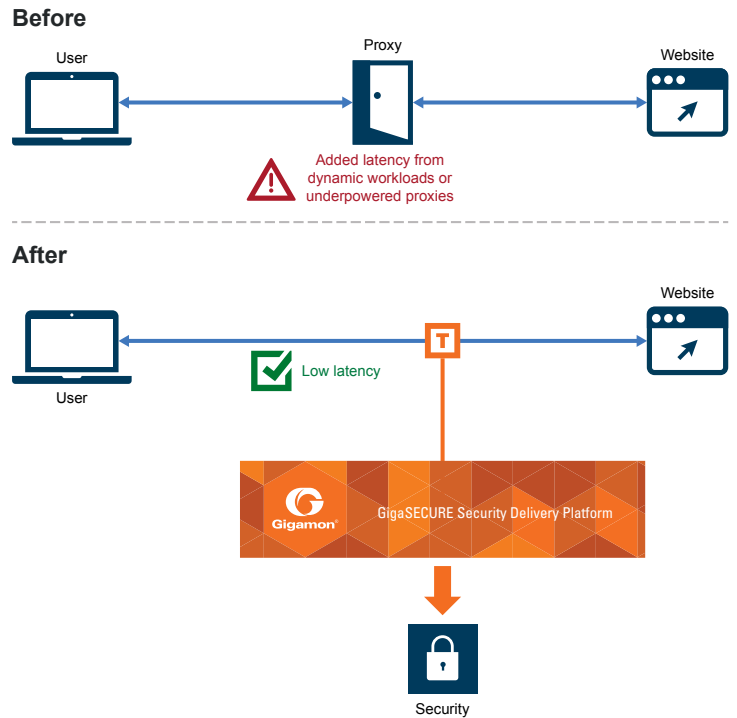 Before
User
Proxy
Website
Added latency from
dynamic workloads or
underpowered proxies
After
Website
T
Low latency
User
Gigamon®
GigaSECURE Security Delivery Platform
Security